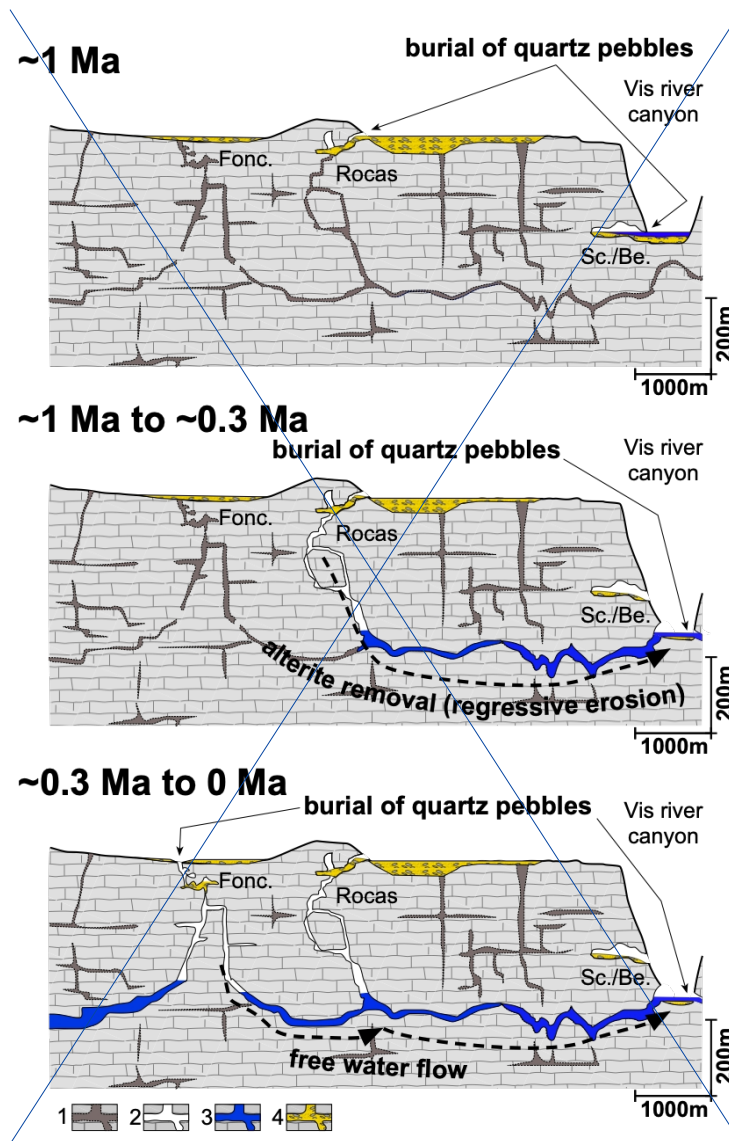 ~1 Ma
burial of quartz pebbles
Vis river
canyon
Fonc.
Rocas
Sc./Be.
200m
1000m
~1 Ma to ~0.3 Ma
burial of quartz pebbles
Vis river
canyon
Fonc.
Rocas
Sc./Be.
alterite removal (regressive erosion)
200m
1000m
~0.3 Ma to 0 Ma
burial of quartz pebbles
Vis river
canyon
Fonc.
Rocas
Sc./Be.
free water flow
200m
1000m
1 2 3 4